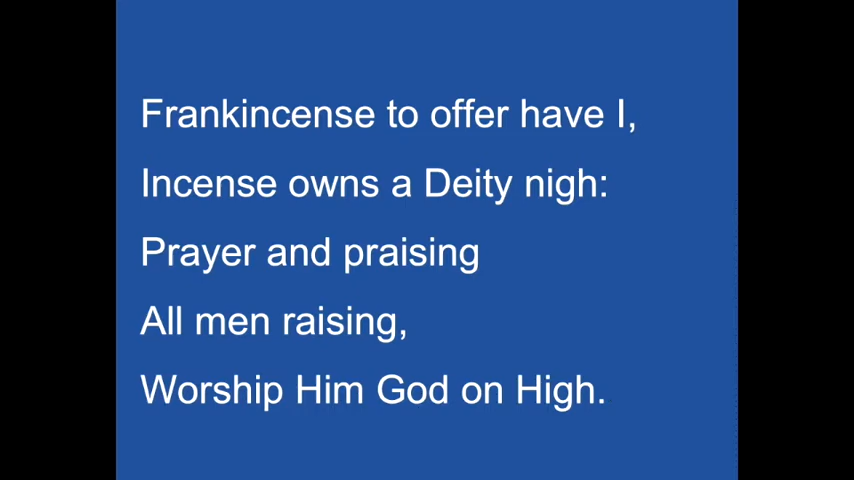 Frankincense to offer have I,
Incense owns a Deity nigh:
Prayer and praising
All men raising,
Worship Him God on High.